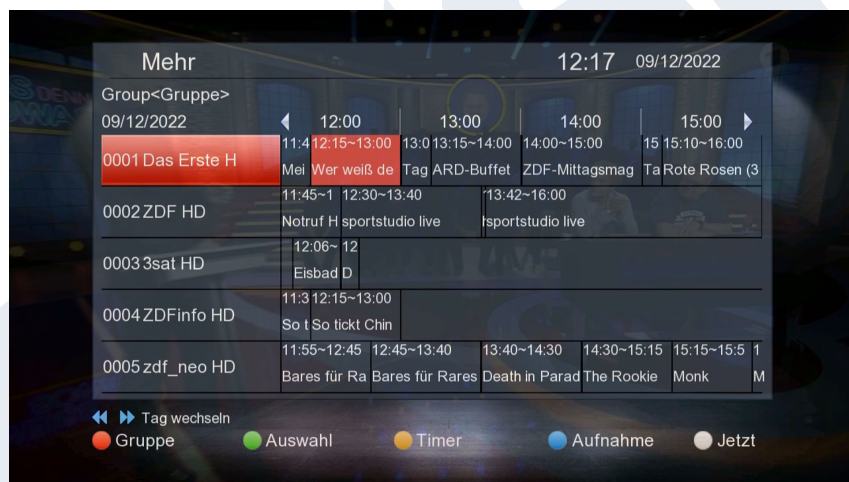 Mehr 12:17 09/12/2022
Group<Gruppe>
09/12/2022 12:00 13:00 14:00 15:00
11:4 12:15~13:00 13:0 13:15~14:00 14:00~15:00 15 15:10~16:00
0001 Das Erste H Mei Wer weiß de Tag ARD-Buffet ZDF-Mittagsmag Ta Rote Rosen (3
11:45~1 12:30~13:40 13:42~16:00
0002 ZDF HD Notruf H sportstudio live sportstudio live
12:06~ 12
0003 3sat HD Eisbad D
11:3 12:15~13:00
0004 ZDFinfo HD So t So tickt Chin
11:55~12:45 12:45~13:40 13:40~14:30 14:30~15:15 15:15~15:5 1
0005 zdf_neo HD Bares für Ra Bares für Rares Death in Parad The Rookie Monk M
Tag wechseln
Gruppe Auswahl Timer Aufnahme Jetzt